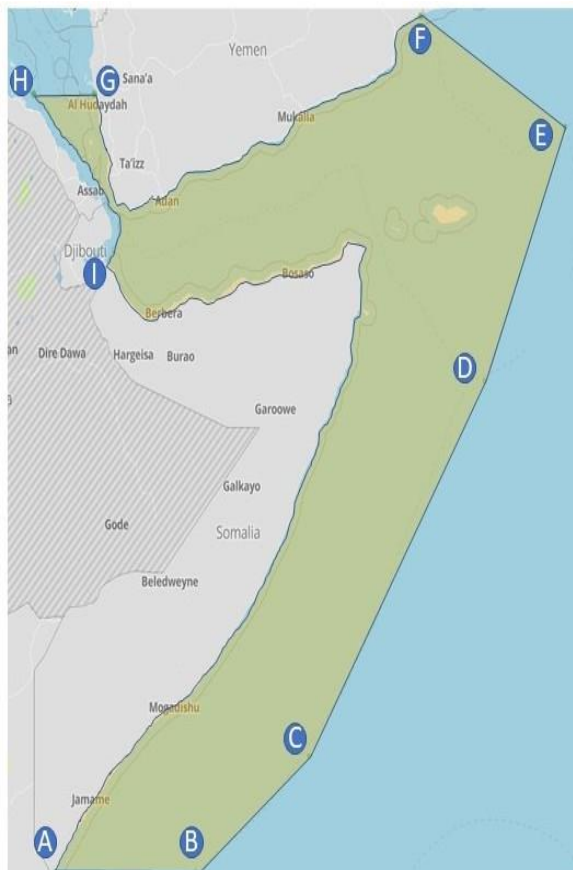 Yemen
F
H
G
Sana'a
Al Hudaydah
Mukalla
E
Ta'izz
Assab
'Adan
Djibouti
I
Bosaso
Berbera
Dire Dawa
Hargeisa
Burao
D
Garoowe
Galkayo
Gode
Somalia
Beledweyne
Mogadishu
C
Jamame
A
B